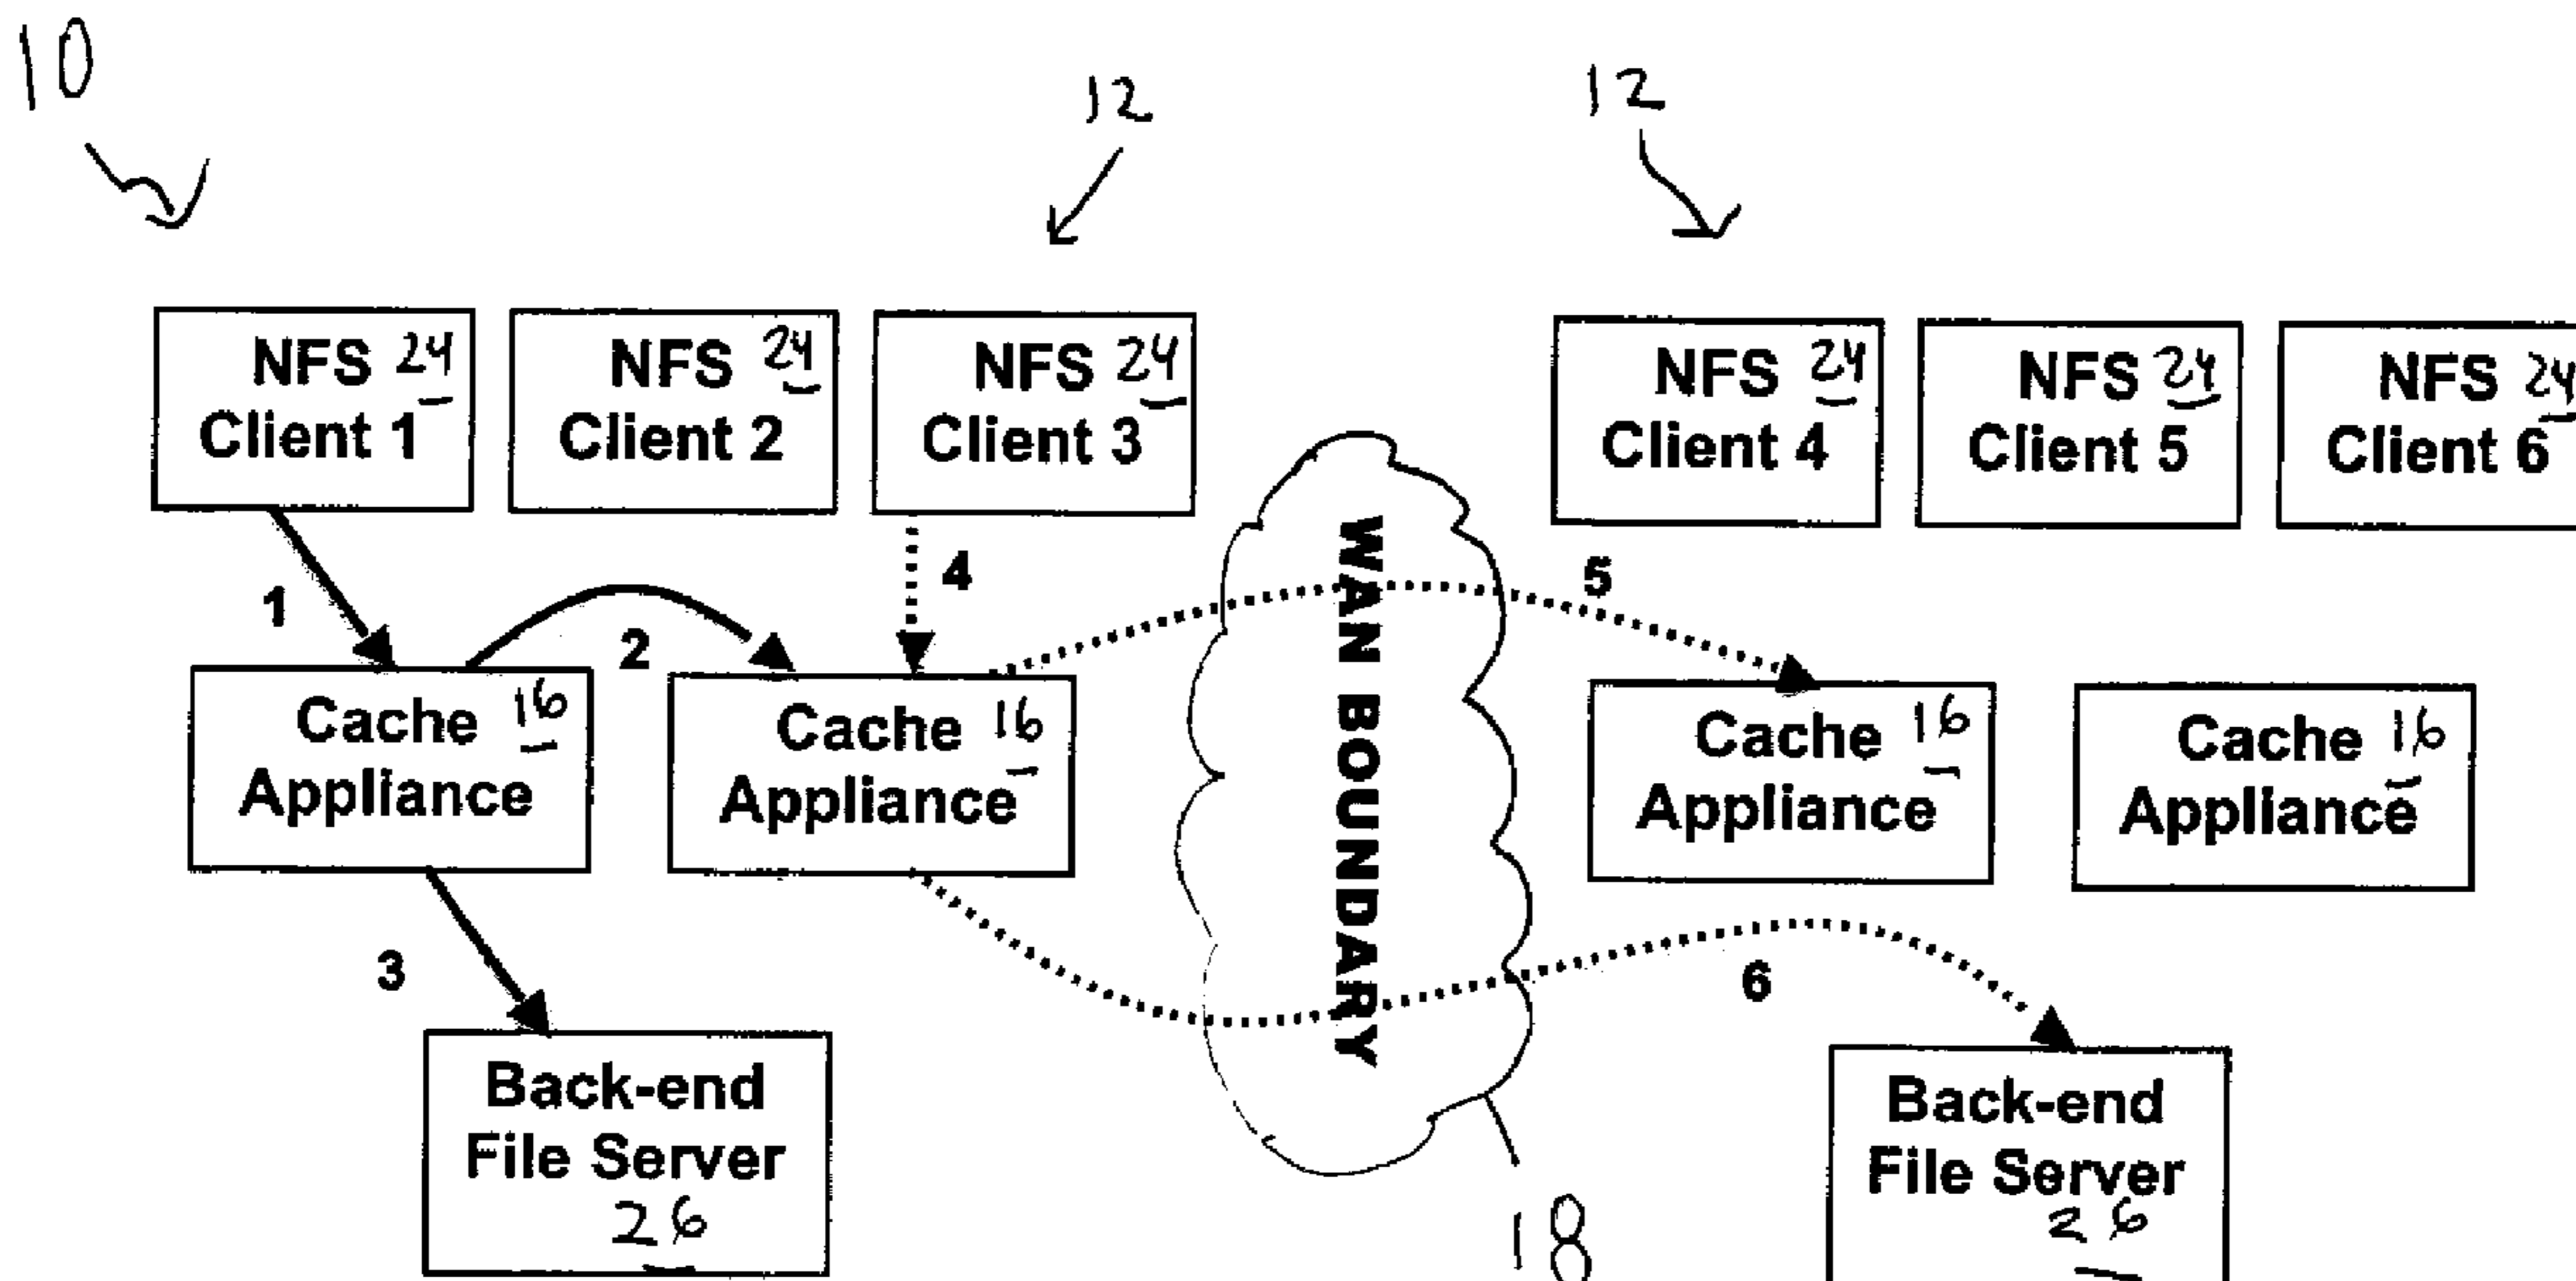 10
12
12
NFS 24
Client 1
NFS 24
Client 2
NFS 24
Client 3
NFS 24
Client 4
NFS 24
Client 5
NFS 24
Client 6
1
2
4
5
Cache 16
Appliance
Cache 16
Appliance
WAN BOUNDARY
Cache 16
Appliance
Cache 16
Appliance
3
6
Back-end
File Server
26
18
Back-end
File Server
26